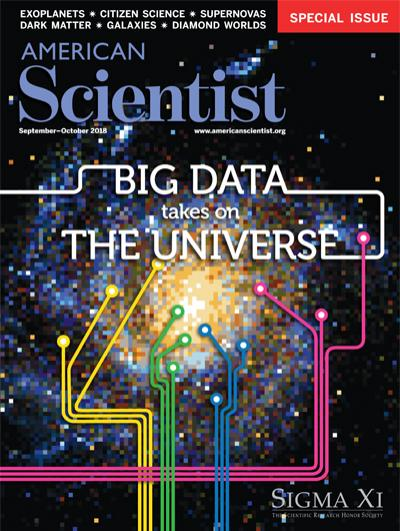 EXOPLANETS ✷ CITIZEN SCIENCE ✷ SUPERNOVAS
DARK MATTER ✷ GALAXIES ✷ DIAMOND WORLDS
SPECIAL ISSUE
AMERICAN
Scientist
September–October 2018
www.americanscientist.org
BIG DATA
takes on
THE UNIVERSE
SIGMA XI
THE SCIENTIFIC RESEARCH HONOR SOCIETY